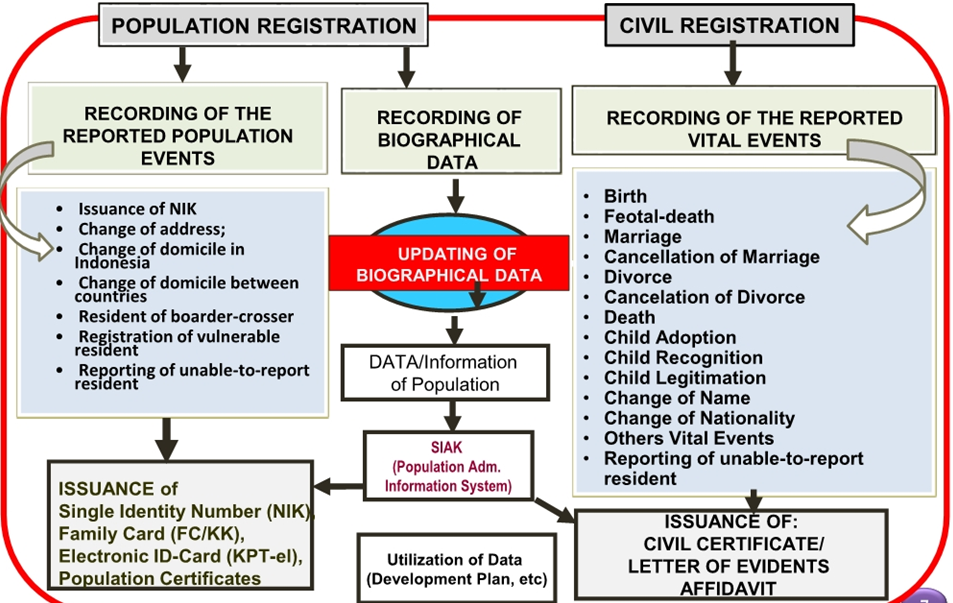 POPULATION REGISTRATION
CIVIL REGISTRATION
RECORDING OF THE
REPORTED POPULATION
EVENTS
RECORDING OF
BIOGRAPHICAL
DATA
RECORDING OF THE REPORTED
VITAL EVENTS
• Issuance of NIK
• Change of address;
• Change of domicile in
Indonesia
• Change of domicile between
countries
• Resident of boarder-crosser
• Registration of vulnerable
resident
• Reporting of unable-to-report
resident
UPDATING OF
BIOGRAPHICAL DATA
DATA/Information
of Population
SIAK
(Population Adm.
Information System)
• Birth
• Feotal-death
• Marriage
• Cancellation of Marriage
• Divorce
• Cancelation of Divorce
• Death
• Child Adoption
• Child Recognition
• Child Legitimation
• Change of Name
• Change of Nationality
• Others Vital Events
• Reporting of unable-to-report
resident
ISSUANCE of
Single Identity Number (NIK),
Family Card (FC/KK),
Electronic ID-Card (KPT-el),
Population Certificates
Utilization of Data
(Development Plan, etc)
ISSUANCE OF:
CIVIL CERTIFICATE/
LETTER OF EVIDENTS
AFFIDAVIT